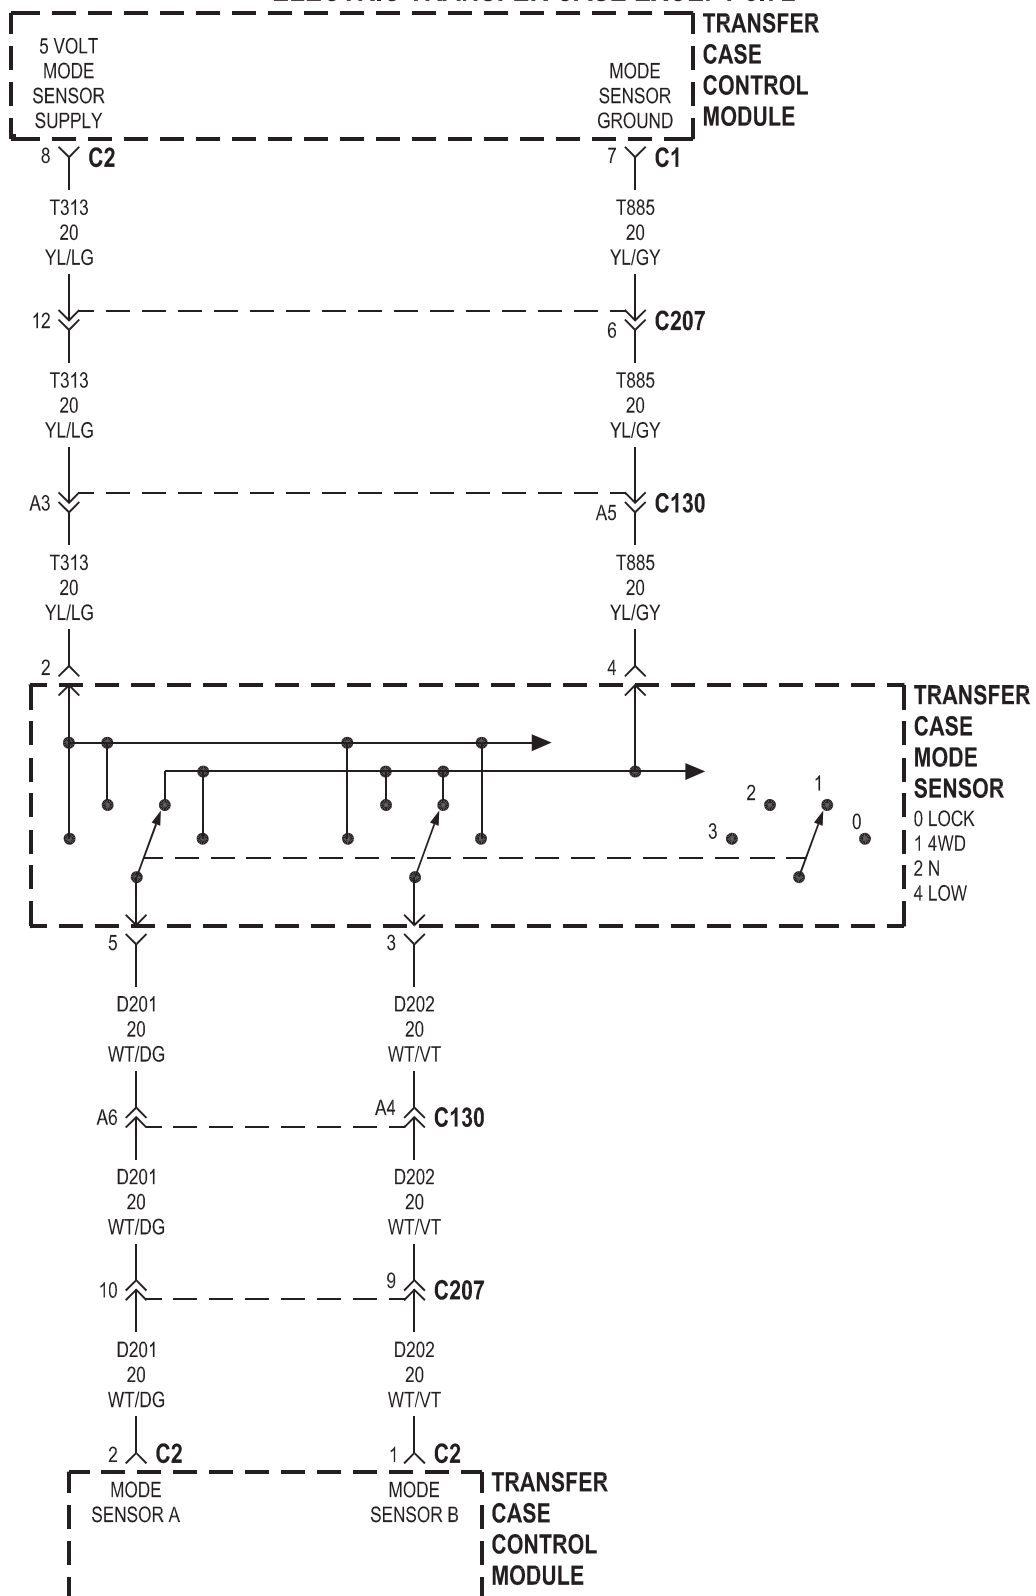 TRANSFER
CASE
CONTROL
MODULE
5 VOLT
MODE
SENSOR
SUPPLY
MODE
SENSOR
GROUND
8 C2
7 C1
T313
20
YL/LG
T885
20
YL/GY
12
6 C207
T313
20
YL/LG
T885
20
YL/GY
A3
A5 C130
T313
20
YL/LG
T885
20
YL/GY
2
4
TRANSFER
CASE
MODE
SENSOR
0 LOCK
1 4WD
2 N
4 LOW
3
2
1
0
5
3
D201
20
WT/DG
D202
20
WT/VT
A6
A4 C130
D201
20
WT/DG
D202
20
WT/VT
10
9 C207
D201
20
WT/DG
D202
20
WT/VT
2 C2
1 C2
MODE
SENSOR A
MODE
SENSOR B
TRANSFER
CASE
CONTROL
MODULE